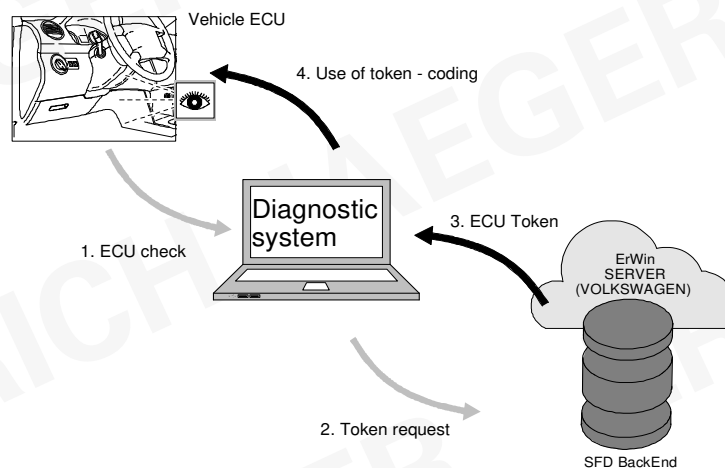 Vehicle ECU
4. Use of token - coding
Diagnostic
system
3. ECU Token
1. ECU check
ErWin
SERVER
(VOLKSWAGEN)
2. Token request
SFD BackEnd